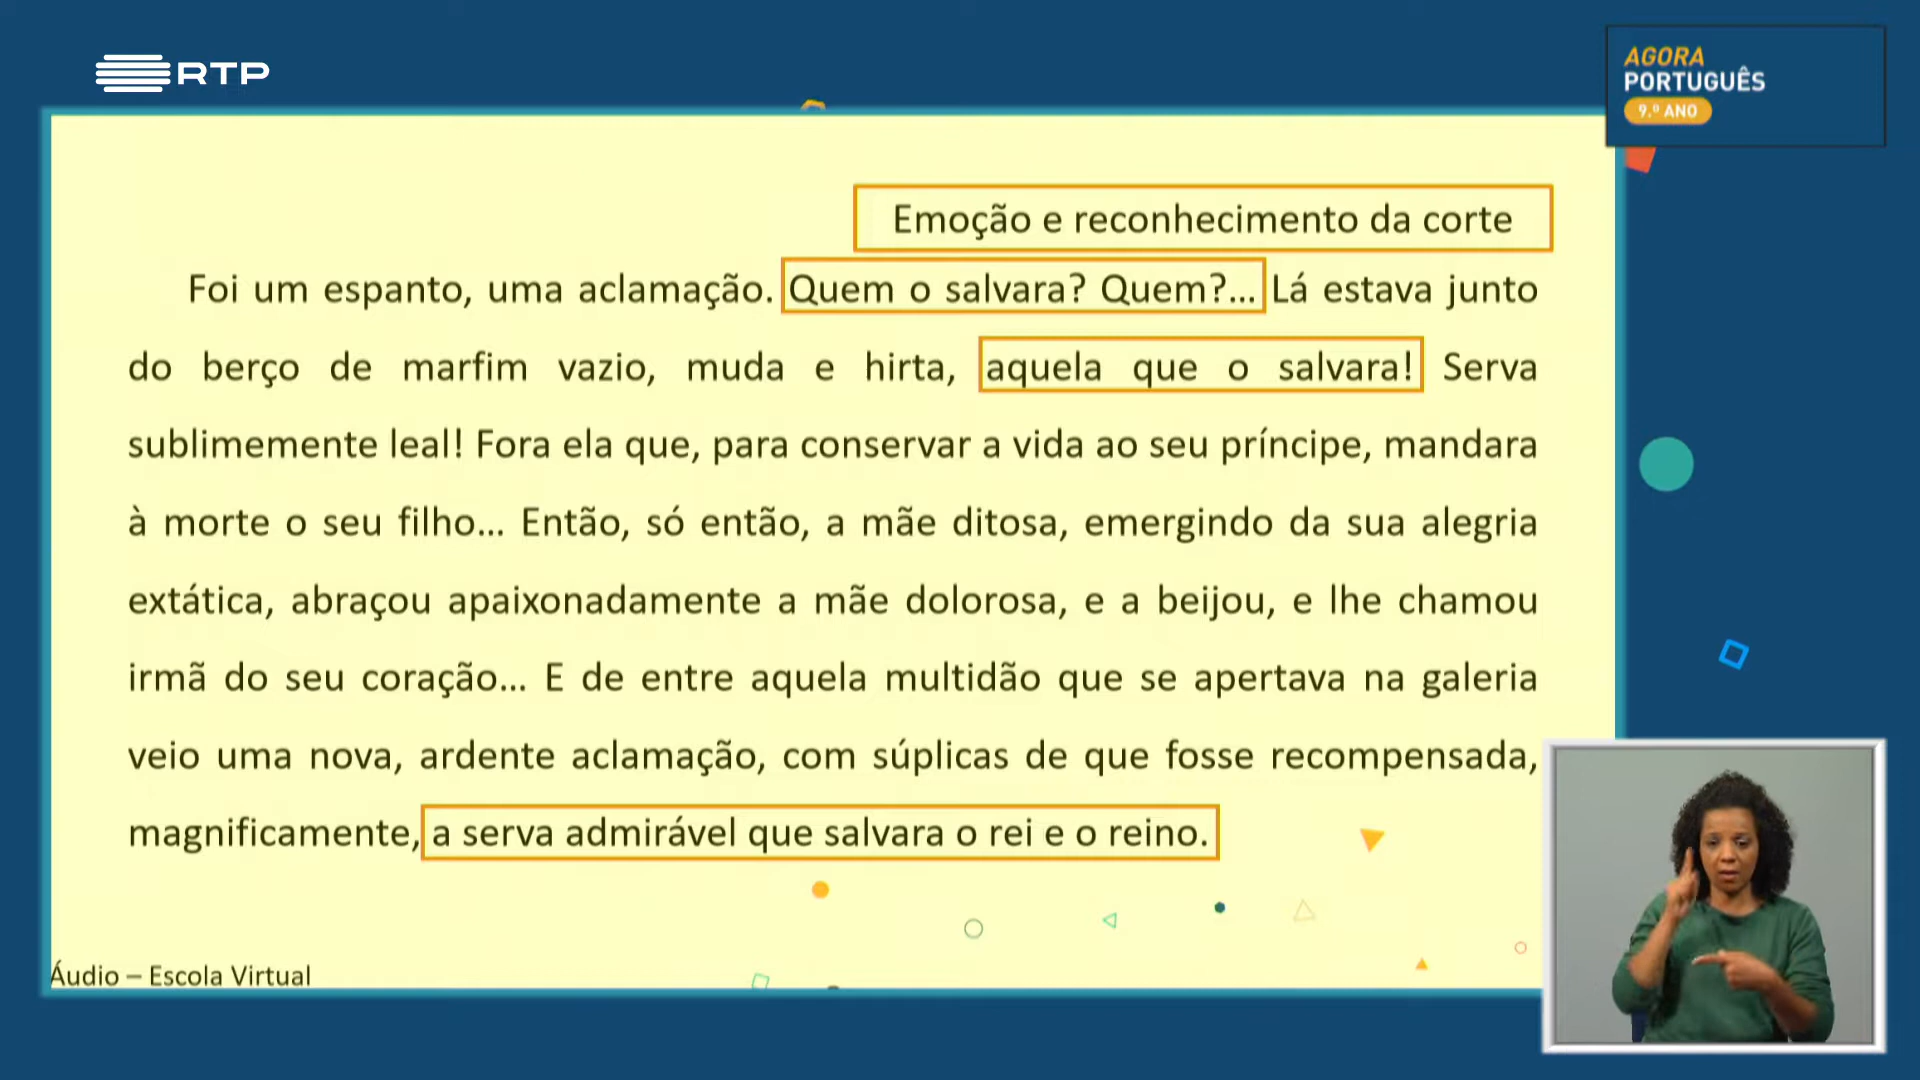 RTP
AGORA
PORTUGUÊS
9.º ANO
Emoção e reconhecimento da corte
Foi um espanto, uma aclamação. Quem o salvara? Quem?... Lá estava junto
do berço de marfim vazio, muda e hirta, aquela que o salvara! Serva
sublimemente leal! Fora ela que, para conservar a vida ao seu príncipe, mandara
à morte o seu filho... Então, só então, a mãe ditosa, emergindo da sua alegria
extática, abraçou apaixonadamente a mãe dolorosa, e a beijou, e lhe chamou
irmã do seu coração... E de entre aquela multidão que se apertava na galeria
veio uma nova, ardente aclamação, com súplicas de que fosse recompensada,
magnificamente, a serva admirável que salvara o rei e o reino.
Áudio – Escola Virtual